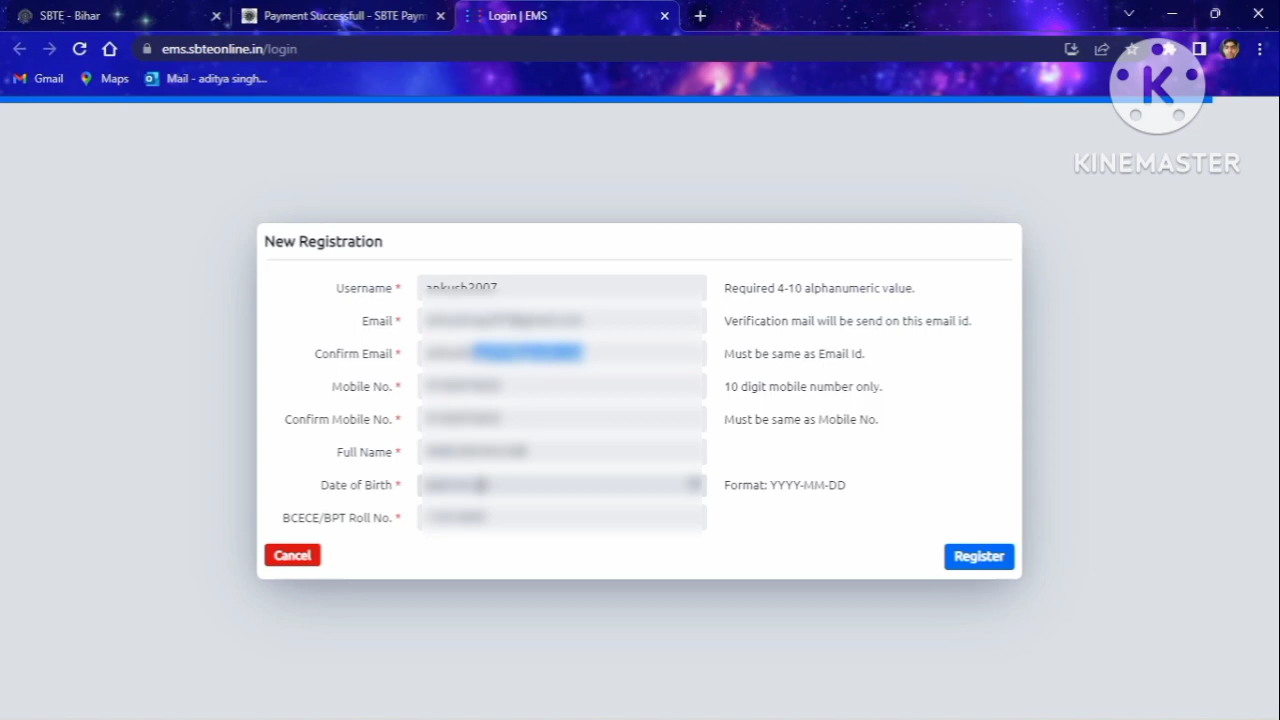 SBTE - Bihar
Payment Successfull - SBTE Paym
Login | EMS
ems.sbteonline.in/login
Gmail
Maps
Mail - aditya singh...
K
KINEMASTER
New Registration
Username * ankush2007 Required 4-10 alphanumeric value.
Email * Verification mail will be send on this email id.
Confirm Email * Must be same as Email Id.
Mobile No. * 10 digit mobile number only.
Confirm Mobile No. * Must be same as Mobile No.
Full Name *
Date of Birth * Format: YYYY-MM-DD
BCECE/BPT Roll No. *
Cancel
Register